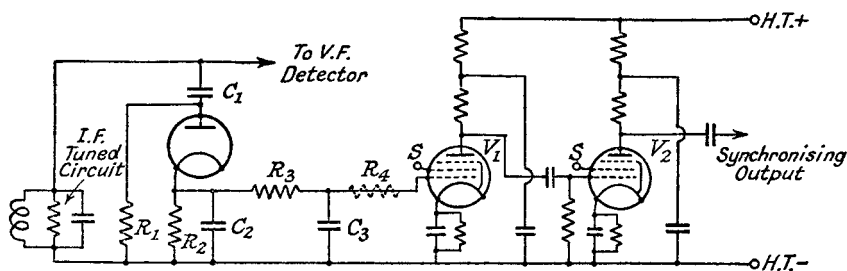 H.T.+
To V.F.
Detector
C₁
I.F.
Tuned
Circuit
S
V₁
S
V₂
Synchronising
Output
R₃
R₄
R₁
R₂
C₂
C₃
H.T.-